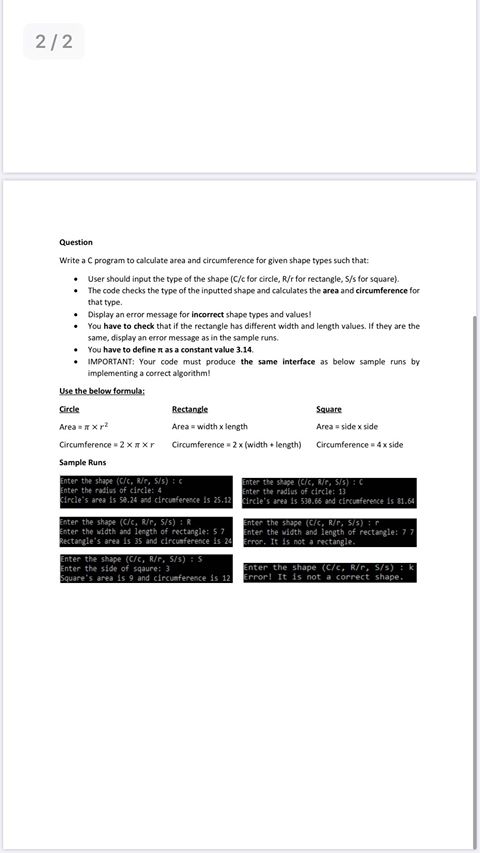 2 / 2
Question
Write a C program to calculate area and circumference for given shape types such that:
• User should input the type of the shape (C/c for circle, R/r for rectangle, S/s for square).
• The code checks the type of the inputted shape and calculates the area and circumference for
that type.
• Display an error message for incorrect shape types and values!
• You have to check that if the rectangle has different width and length values. If they are the
same, display an error message as in the sample runs.
• You have to define π as a constant value 3.14.
• IMPORTANT: Your code must produce the same interface as below sample runs by
implementing a correct algorithm!
Use the below formula:
Circle Rectangle Square
Area = π × r² Area = width x length Area = side x side
Circumference = 2 × π × r Circumference = 2 x (width + length) Circumference = 4 x side
Sample Runs
Enter the shape (C/c, R/r, S/s) : c
Enter the radius of circle: 4
Circle's area is 50.24 and circumference is 25.12
Enter the shape (C/c, R/r, S/s) : C
Enter the radius of circle: 13
Circle's area is 530.66 and circumference is 81.64
Enter the shape (C/c, R/r, S/s) : R
Enter the width and length of rectangle: 5 7
Rectangle's area is 35 and circumference is 24
Enter the shape (C/c, R/r, S/s) : r
Enter the width and length of rectangle: 7 7
Error. It is not a rectangle.
Enter the shape (C/c, R/r, S/s) : S
Enter the side of sqaure: 3
Square's area is 9 and circumference is 12
Enter the shape (C/c, R/r, S/s) : k
Error! It is not a correct shape.